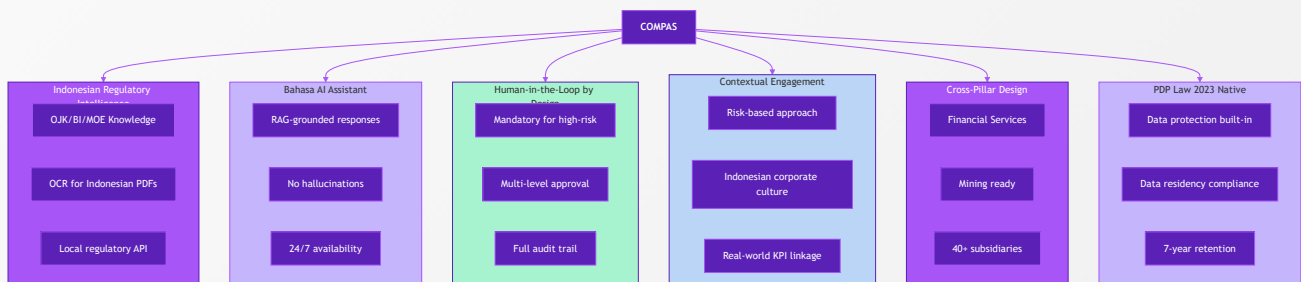 COMPAS
Indonesian Regulatory
Intelligence
OJK/BI/MOE Knowledge
OCR for Indonesian PDFs
Local regulatory API
Bahasa AI Assistant
RAG-grounded responses
No hallucinations
24/7 availability
Human-in-the-Loop by
Design
Mandatory for high-risk
Multi-level approval
Full audit trail
Contextual Engagement
Risk-based approach
Indonesian corporate
culture
Real-world KPI linkage
Cross-Pillar Design
Financial Services
Mining ready
40+ subsidiaries
PDP Law 2023 Native
Data protection built-in
Data residency compliance
7-year retention